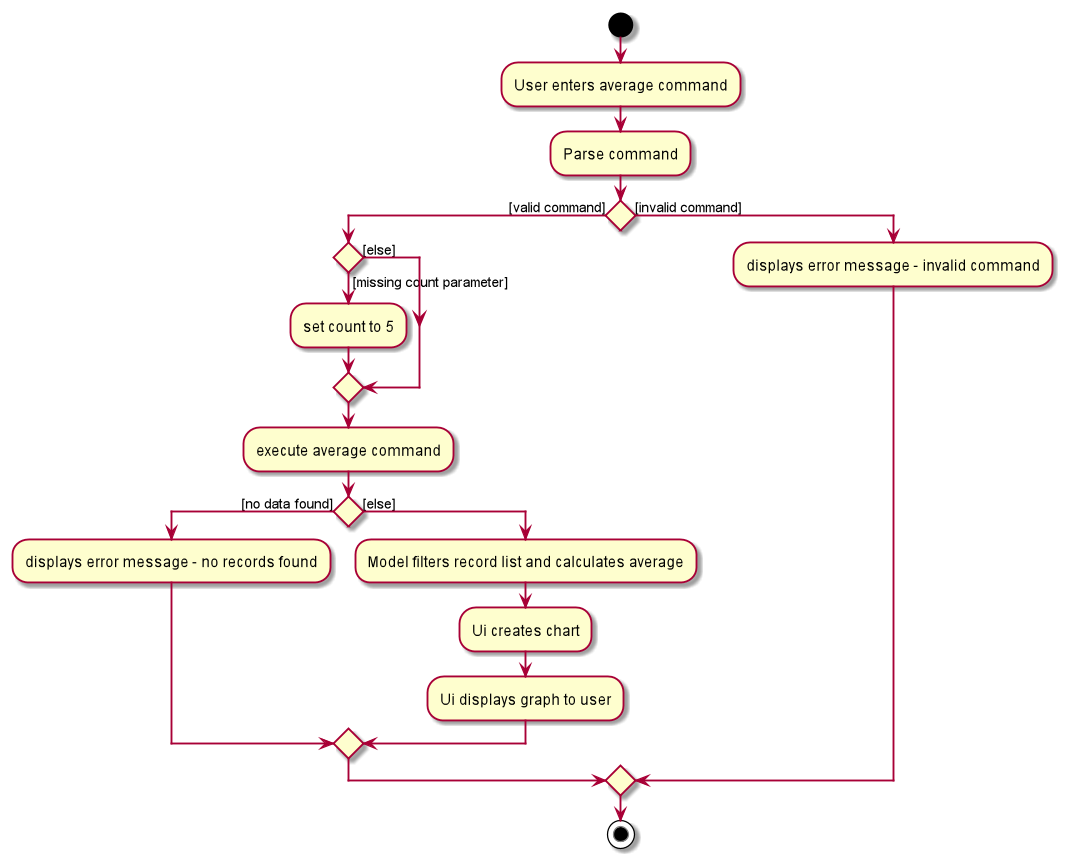 User enters average command
Parse command
[valid command]
[invalid command]
[else]
displays error message - invalid command
[missing count parameter]
set count to 5
execute average command
[no data found]
[else]
displays error message - no records found
Model filters record list and calculates average
Ui creates chart
Ui displays graph to user